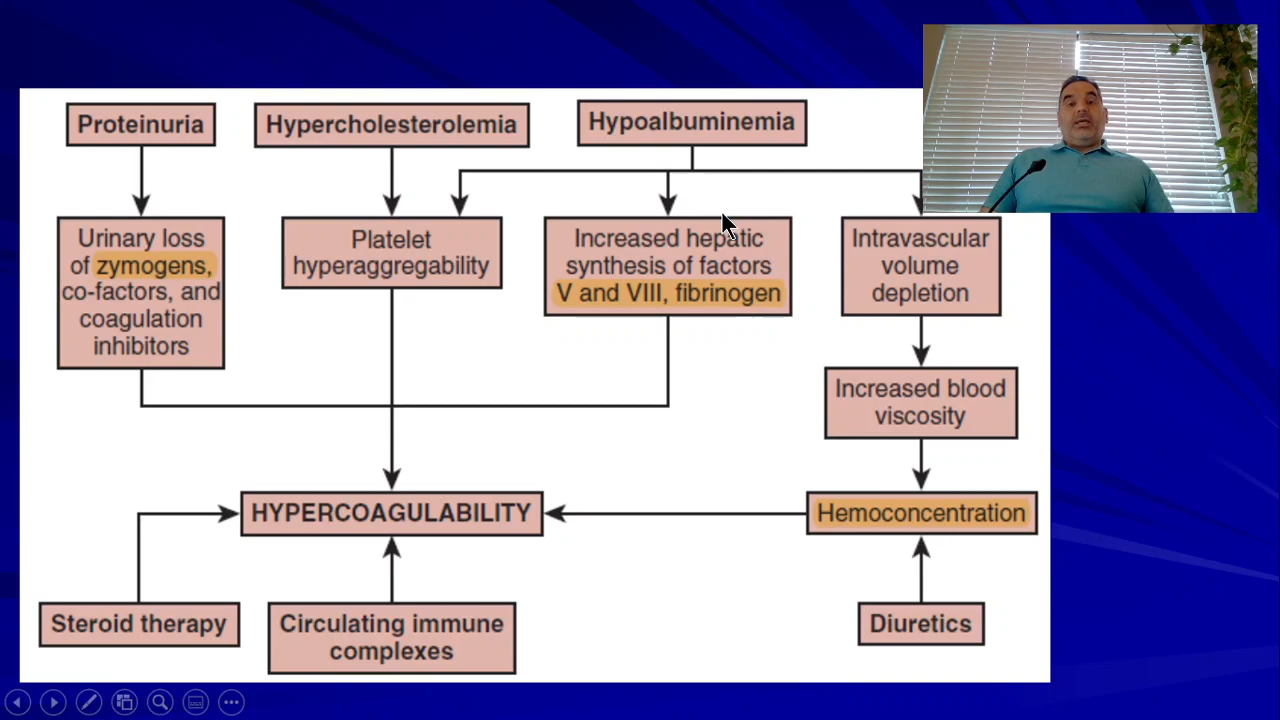 Proteinuria
Hypercholesterolemia
Hypoalbuminemia
Urinary loss
of zymogens,
co-factors, and
coagulation
inhibitors
Platelet
hyperaggregability
Increased hepatic
synthesis of factors
V and VIII, fibrinogen
Intravascular
volume
depletion
Increased blood
viscosity
HYPERCOAGULABILITY
Hemoconcentration
Steroid therapy
Circulating immune
complexes
Diuretics